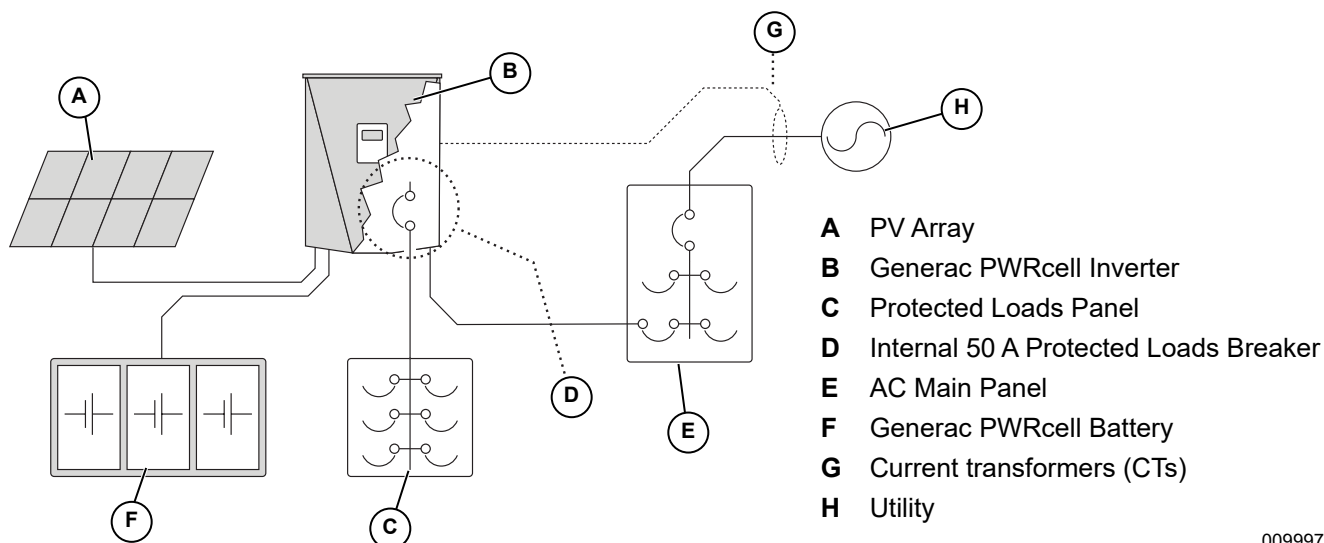 G
B
A
H
D
E
F
C
A PV Array
B Generac PWRcell Inverter
C Protected Loads Panel
D Internal 50 A Protected Loads Breaker
E AC Main Panel
F Generac PWRcell Battery
G Current transformers (CTs)
H Utility
009997